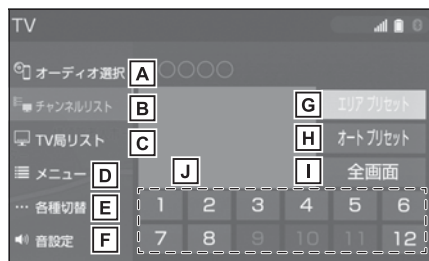 TV
オーディオ選択 A ○○○○
チャンネルリスト B G エリア プリセット
TV局リスト C H オート プリセット
メニュー D J I 全画面
各種切替 E 1 2 3 4 5 6
音設定 F 7 8 9 10 11 12